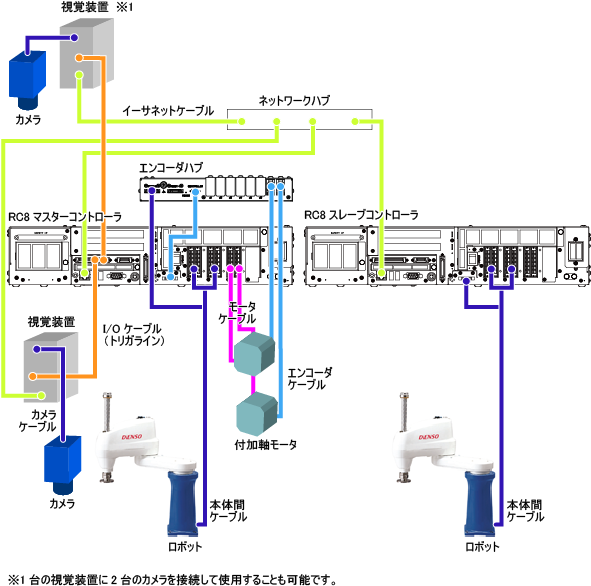 視覚装置 ※1
カメラ
イーサネットケーブル
ネットワークハブ
エンコーダハブ
RC8 マスターコントローラ
RC8 スレーブコントローラ
視覚装置
I/O ケーブル
(トリガライン)
モータ
ケーブル
エンコーダ
ケーブル
カメラ
ケーブル
付加軸モータ
DENSO
DENSO
カメラ
本体間
ケーブル
本体間
ケーブル
ロボット
ロボット
※1 台の視覚装置に 2 台のカメラを接続して使用することも可能です。